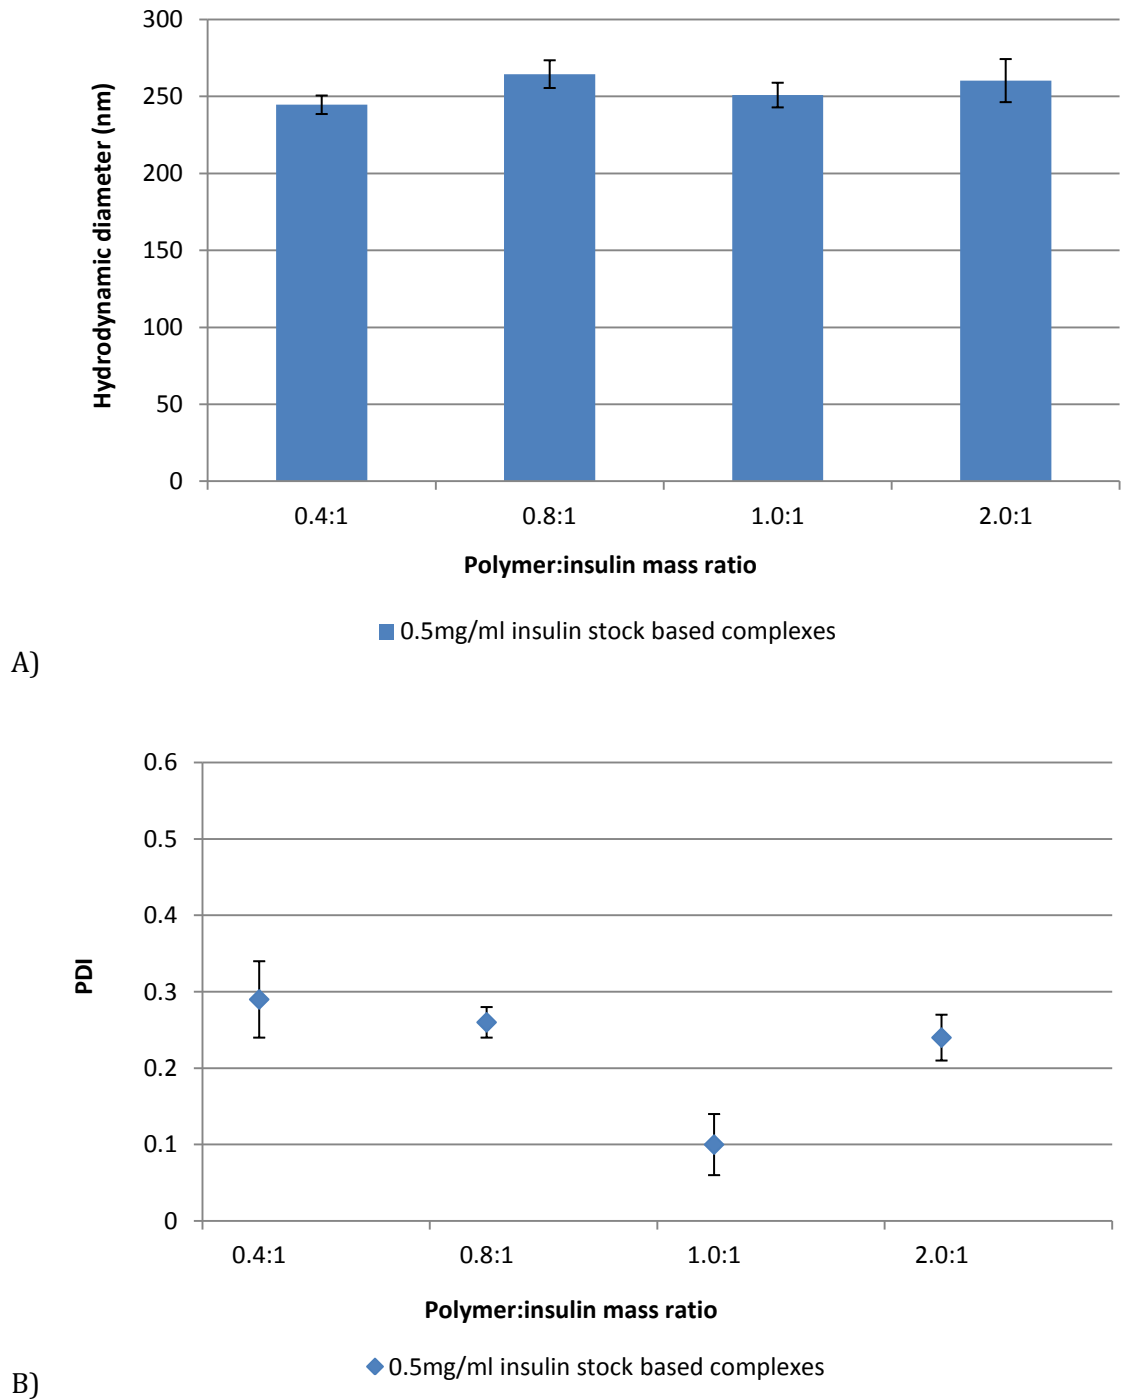 300
250
200
150
100
50
0
Hydrodynamic diameter (nm)
0.4:1 0.8:1 1.0:1 2.0:1
Polymer:insulin mass ratio
0.5mg/ml insulin stock based complexes
A)
0.6
0.5
0.4
0.3
0.2
0.1
0
PDI
0.4:1 0.8:1 1.0:1 2.0:1
Polymer:insulin mass ratio
0.5mg/ml insulin stock based complexes
B)